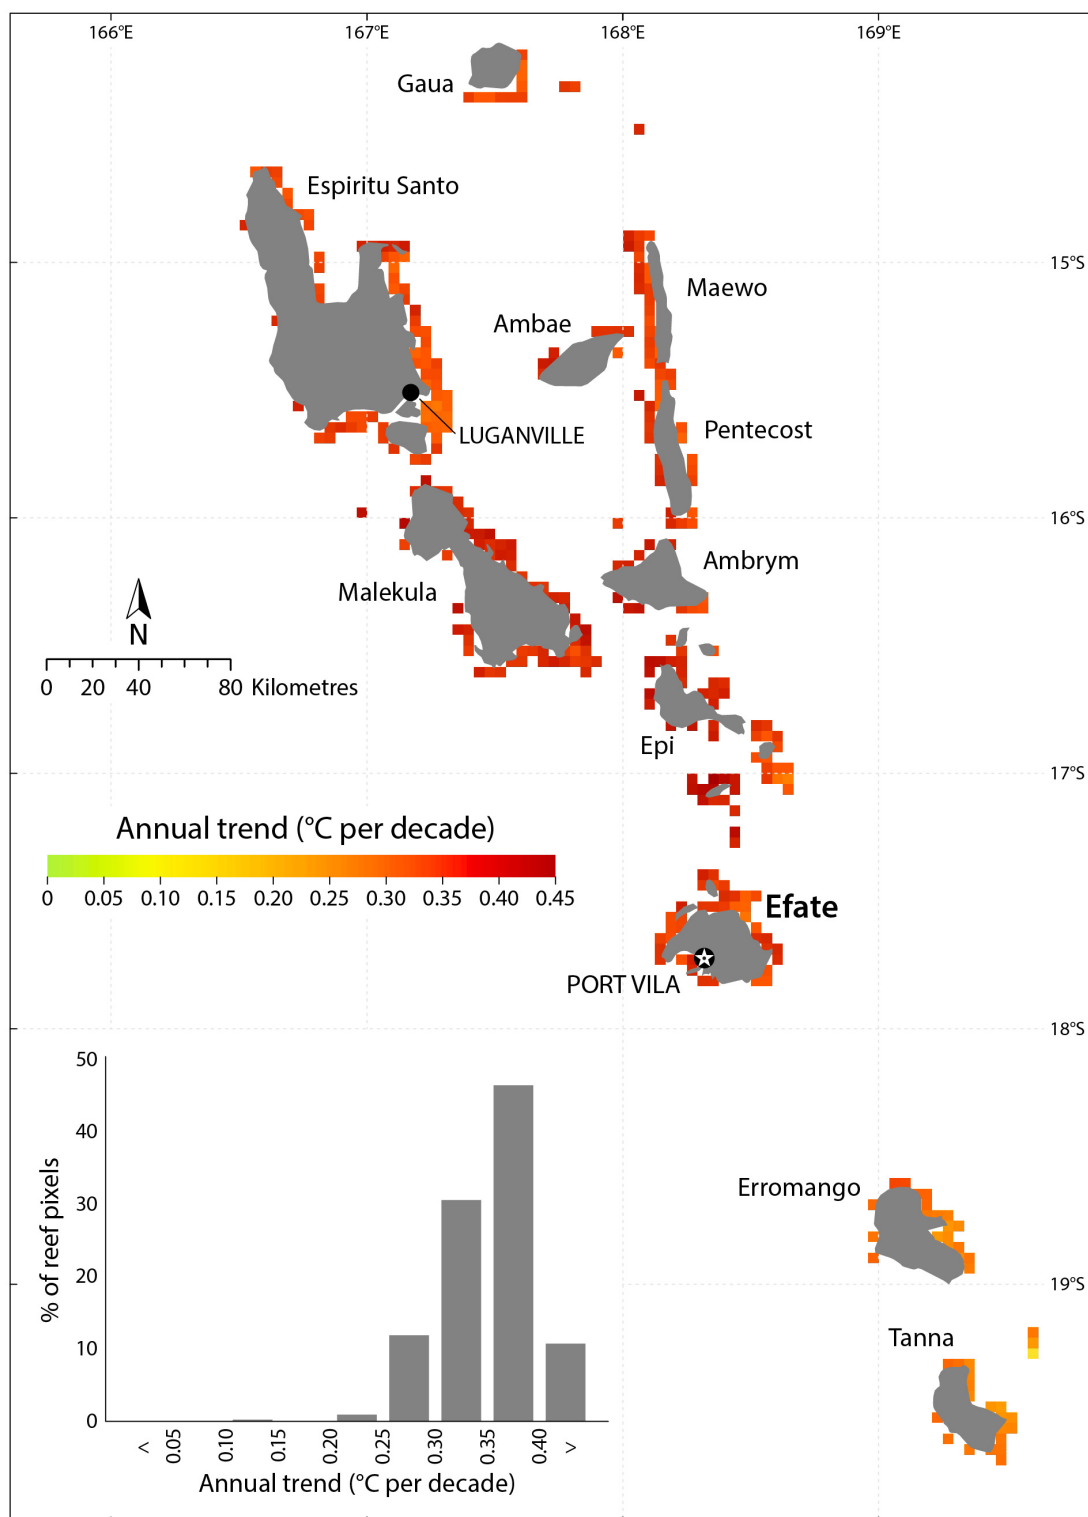 166°E 167°E 168°E 169°E
Gaua
Espiritu Santo
15°S
Maewo
Ambae
Pentecost
LUGANVILLE
16°S
Ambrym
Malekula
N
0 20 40 80 Kilometres
Epi
17°S
Annual trend (°C per decade)
0 0.05 0.10 0.15 0.20 0.25 0.30 0.35 0.40 0.45
Efate
PORT VILA
18°S
50
40
30
20
10
0
% of reef pixels
< 0.05 0.10 0.15 0.20 0.25 0.30 0.35 0.40 >
Annual trend (°C per decade)
Erromango
19°S
Tanna